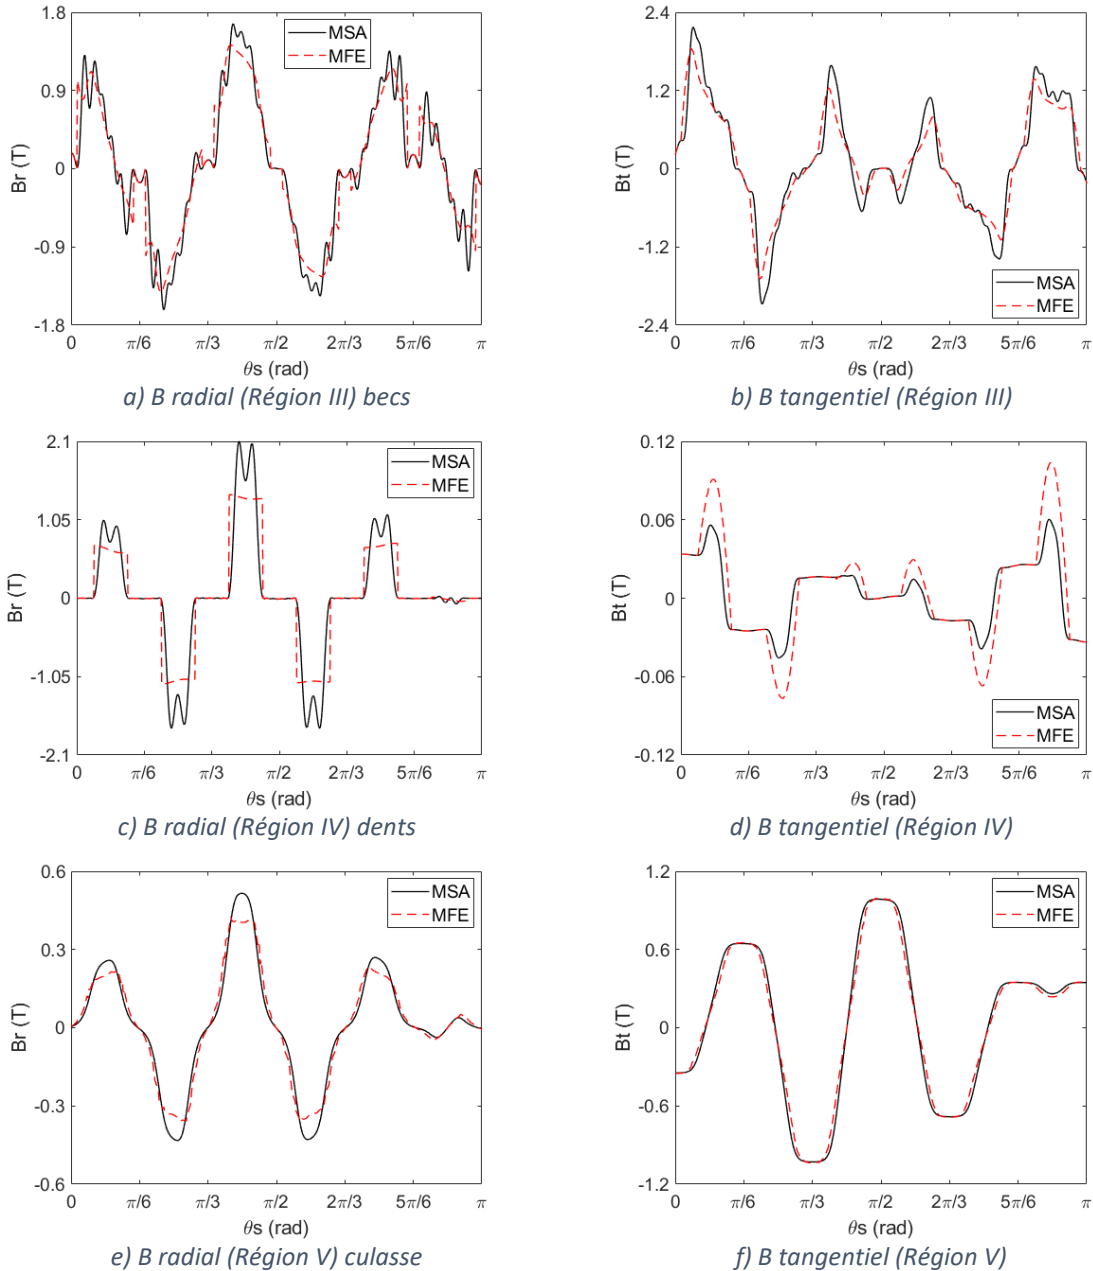 1.8
0.9
0
-0.9
-1.8
Br (T)
MSA
MFE
0 π/6 π/3 π/2 2π/3 5π/6 π
θs (rad)
a) B radial (Région III) becs
2.4
1.2
0
-1.2
-2.4
Bt (T)
MSA
MFE
0 π/6 π/3 π/2 2π/3 5π/6 π
θs (rad)
b) B tangentiel (Région III)
2.1
1.05
0
-1.05
-2.1
Br (T)
MSA
MFE
0 π/6 π/3 π/2 2π/3 5π/6 π
θs (rad)
c) B radial (Région IV) dents
0.12
0.06
0
-0.06
-0.12
Bt (T)
MSA
MFE
0 π/6 π/3 π/2 2π/3 5π/6 π
θs (rad)
d) B tangentiel (Région IV)
0.6
0.3
0
-0.3
-0.6
Br (T)
MSA
MFE
0 π/6 π/3 π/2 2π/3 5π/6 π
θs (rad)
e) B radial (Région V) culasse
1.2
0.6
0
-0.6
-1.2
Bt (T)
MSA
MFE
0 π/6 π/3 π/2 2π/3 5π/6 π
θs (rad)
f) B tangentiel (Région V)